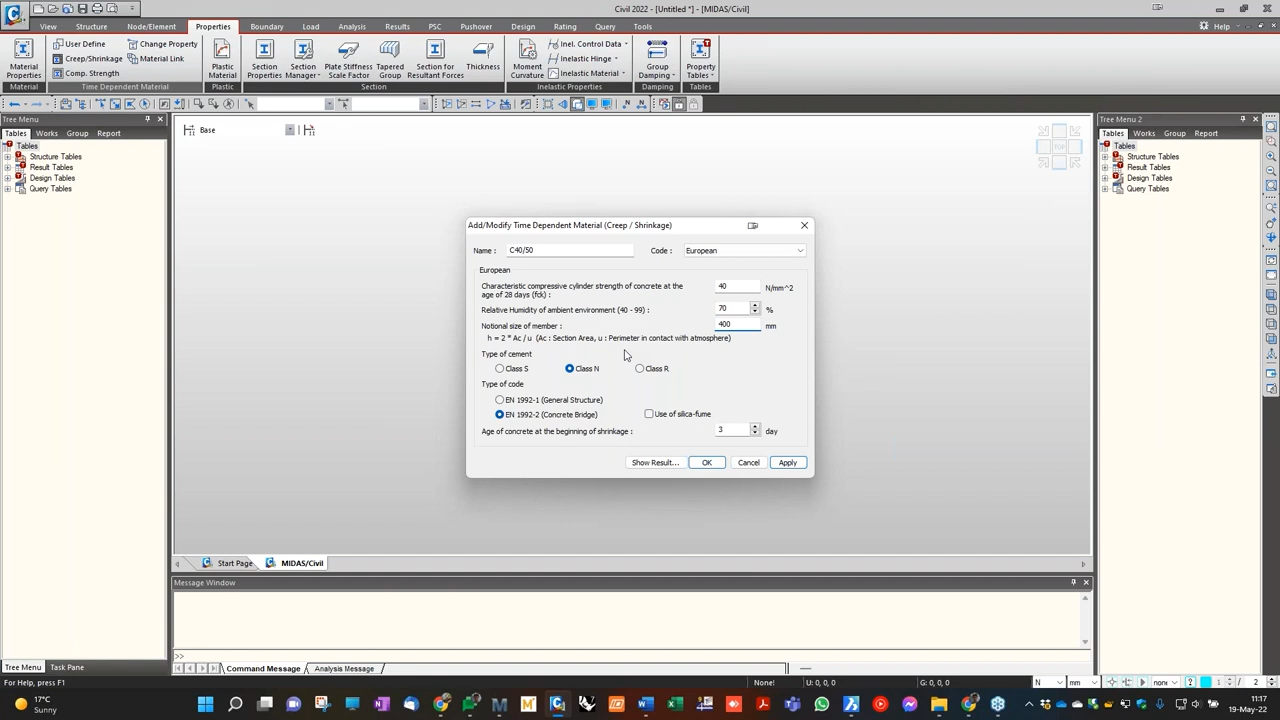 Civil 2022 - [Untitled *] - [MIDAS/Civil]
View Structure Node/Element Properties Boundary Load Analysis Results PSC Pushover Design Rating Query Tools Help
User Define Change Property
Creep/Shrinkage Material Link
Comp. Strength
Material Properties
Plastic Material
Section Properties
Section Manager
Plate Stiffness Scale Factor
Tapered Group
Section for Resultant Forces
Thickness
Moment Curvature
Inel. Control Data
Inelastic Hinge
Inelastic Material
Group Damping
Property Tables
Material Time Dependent Material Plastic Section Inelastic Properties Damping Tables
Tree Menu
Tables Works Group Report
Tables
Structure Tables
Result Tables
Design Tables
Query Tables
Base
TOP
Tree Menu 2
Tables Works Group Report
Tables
Structure Tables
Result Tables
Design Tables
Query Tables
Add/Modify Time Dependent Material (Creep / Shrinkage)
Name : C40/50 Code : European
European
Characteristic compressive cylinder strength of concrete at the
age of 28 days (fck) : 40 N/mm^2
Relative Humidity of ambient environment (40 - 99) : 70 %
Notional size of member : 400 mm
h = 2 * Ac / u (Ac : Section Area, u : Perimeter in contact with atmosphere)
Type of cement
Class S Class N Class R
Type of code
EN 1992-1 (General Structure)
EN 1992-2 (Concrete Bridge) Use of silica-fume
Age of concrete at the beginning of shrinkage : 3 day
Show Result... OK Cancel Apply
Start Page MIDAS/Civil
Message Window
>>
Tree Menu Task Pane Command Message Analysis Message
For Help, press F1 None! U: 0, 0, 0 G: 0, 0, 0 N mm none ? 1 / 2
17°C
Sunny
11:17
19-May-22